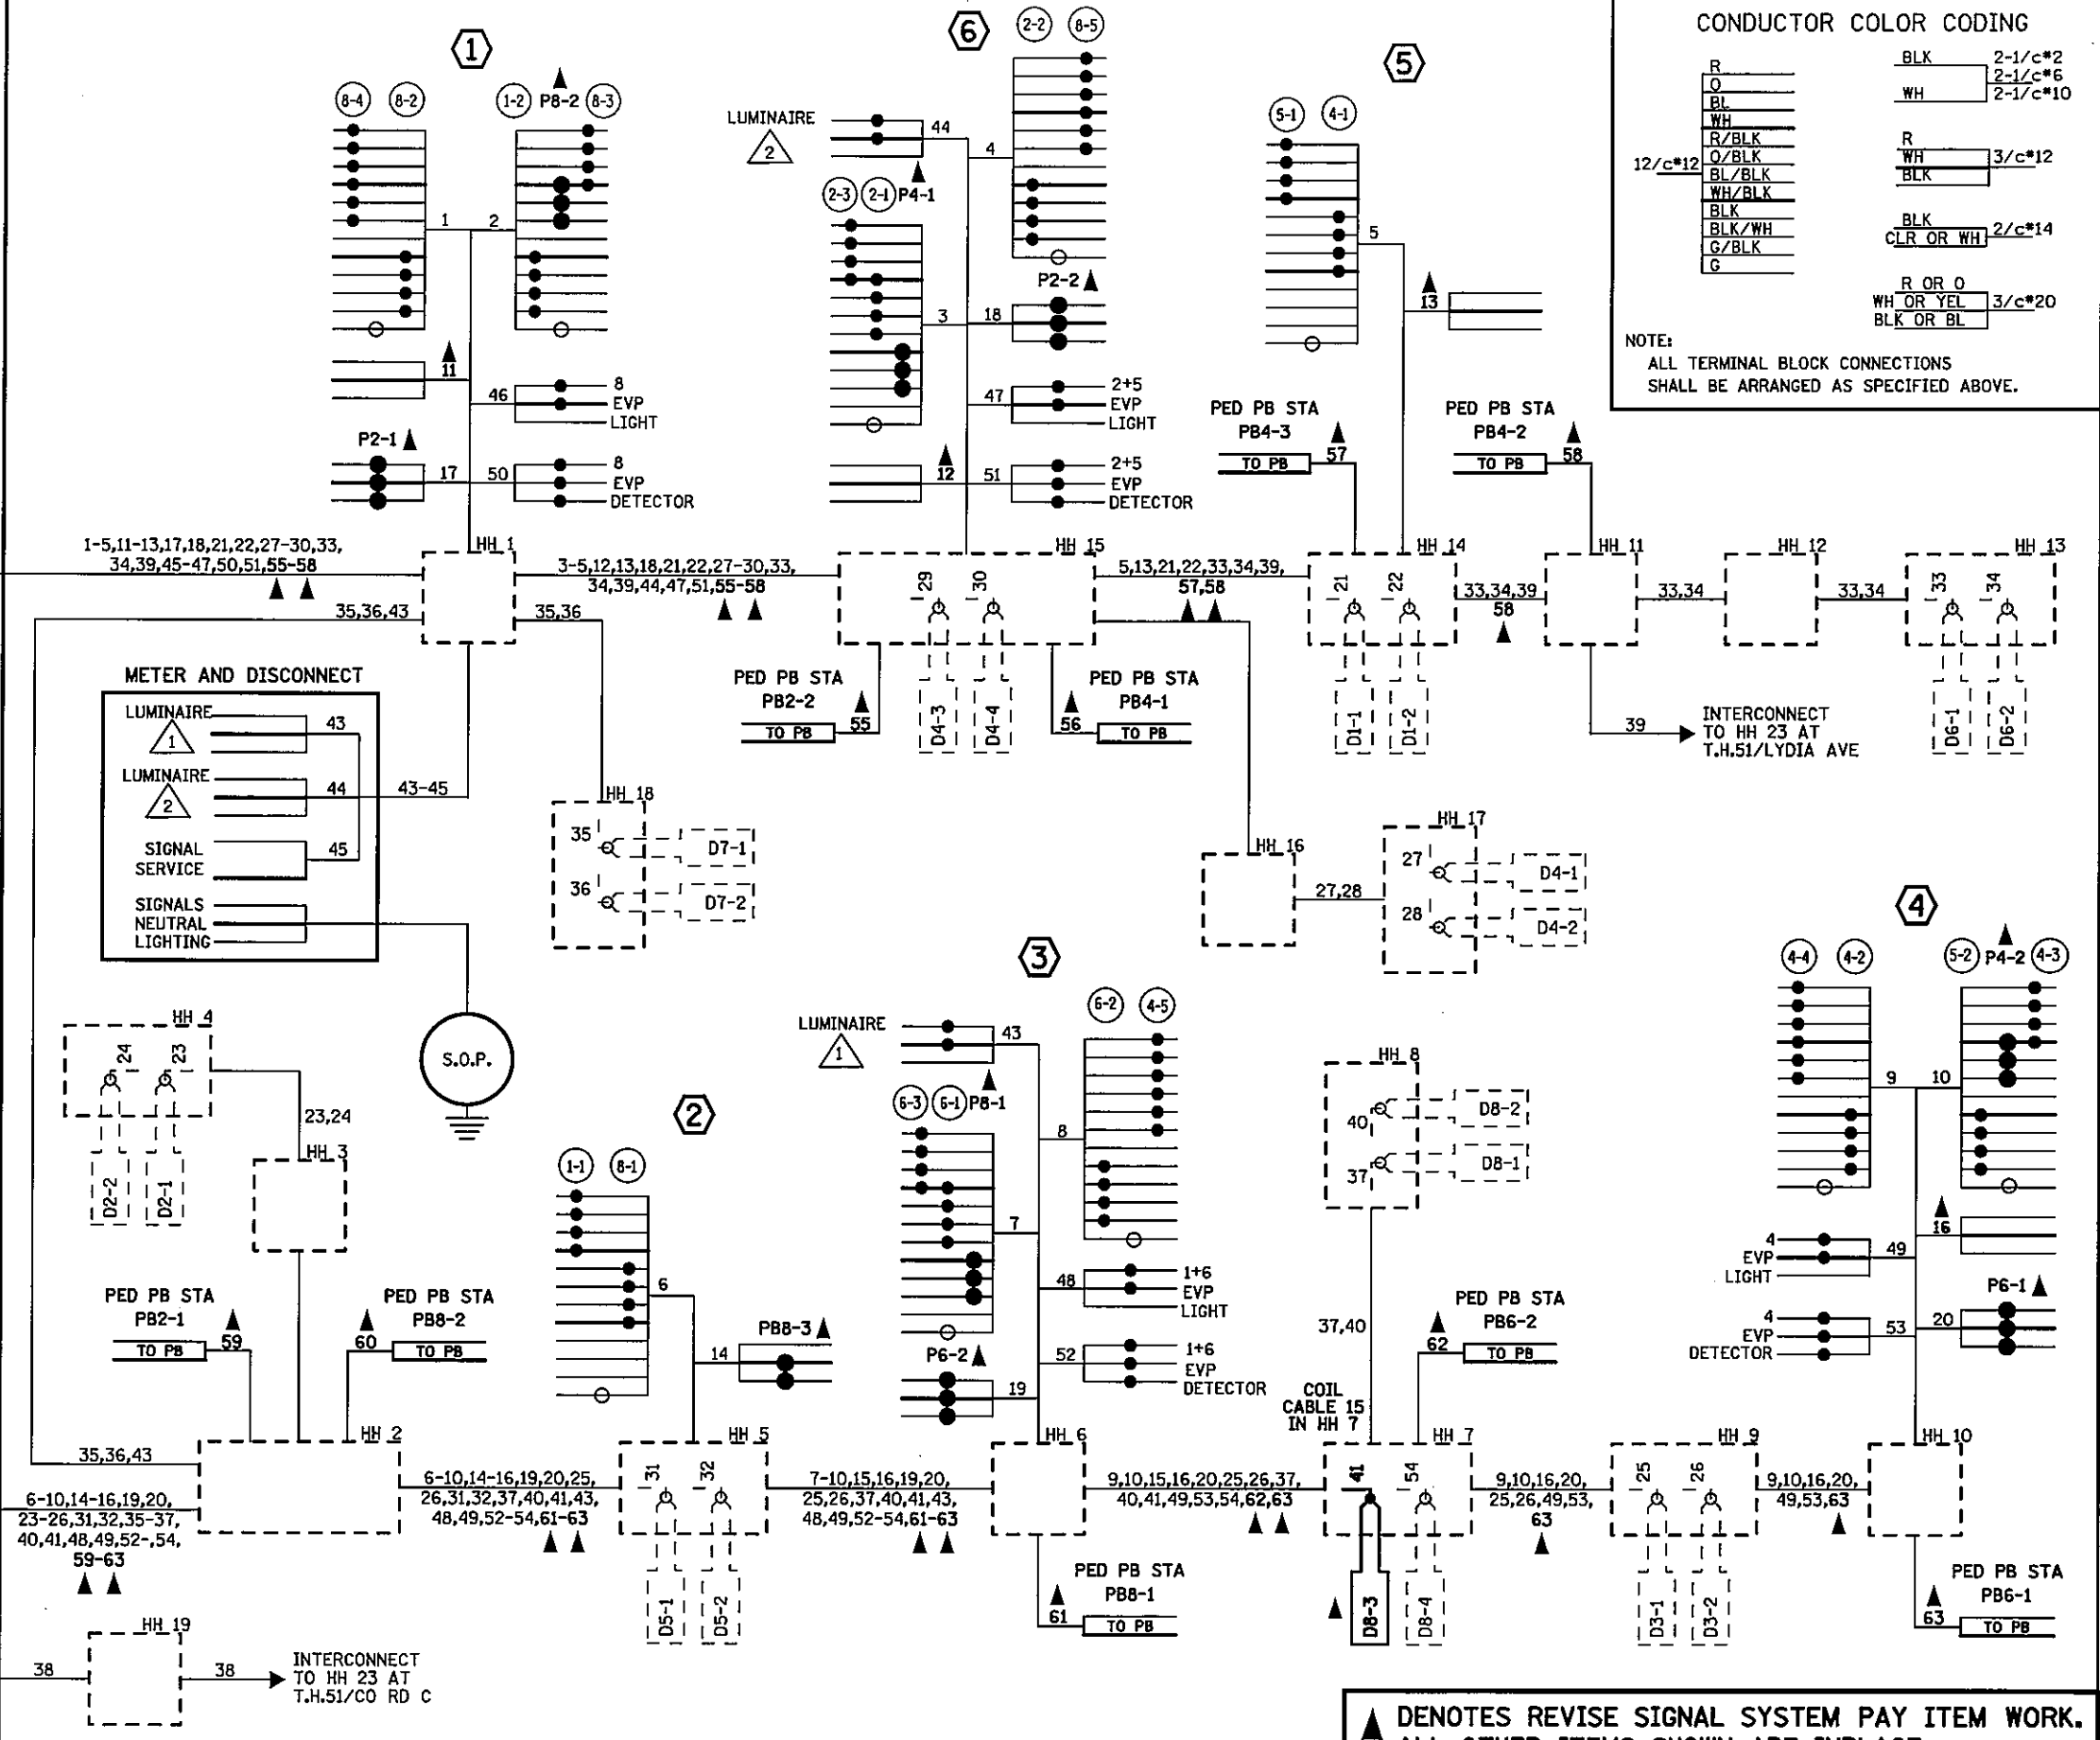 1
6
2-2 8-5
5
CONDUCTOR COLOR CODING
R
O
BL
WH
R/BLK
O/BLK
BL/BLK
WH/BLK
BLK
BLK/WH
G/BLK
G
12/c#12
BLK
WH
2-1/c#2
2-1/c#6
2-1/c#10
R
WH
BLK
3/c#12
BLK
CLR OR WH
2/c#14
R OR O
WH OR YEL
BLK OR BL
3/c#20
NOTE:
ALL TERMINAL BLOCK CONNECTIONS
SHALL BE ARRANGED AS SPECIFIED ABOVE.
8-4 8-2
1-2 P8-2 8-3
1 2
11
46
8
EVP
LIGHT
P2-1
17
50
8
EVP
DETECTOR
LUMINAIRE
2
44
4
2-3 2-1 P4-1
3
P2-2
18
47
2+5
EVP
LIGHT
12
51
2+5
EVP
DETECTOR
5-1 4-1
5
13
PED PB STA
PB4-3
TO PB
57
PED PB STA
PB4-2
TO PB
58
1-5,11-13,17,18,21,22,27-30,33,
34,39,45-47,50,51,55-58
35,36,43
HH 1
3-5,12,13,18,21,22,27-30,33,
34,39,44,47,51,55-58
35,36
HH 15
29
30
D4-3
D4-4
5,13,21,22,33,34,39,
57,58
HH 14
21
22
D1-1
D1-2
33,34,39
58
HH 11
33,34
HH 12
33,34
HH 13
33
34
D6-1
D6-2
PED PB STA
PB2-2
TO PB
55
PED PB STA
PB4-1
TO PB
56
39
INTERCONNECT
TO HH 23 AT
T.H.51/LYDIA AVE
METER AND DISCONNECT
LUMINAIRE
1
43
LUMINAIRE
2
44
43-45
SIGNAL
SERVICE
45
SIGNALS
NEUTRAL
LIGHTING
S.O.P.
HH 18
35
D7-1
36
D7-2
HH 16
27,28
HH 17
27
D4-1
28
D4-2
HH 4
24
23
D2-2
D2-1
23,24
HH 3
PED PB STA
PB2-1
TO PB
59
PED PB STA
PB8-2
60
TO PB
HH 2
35,36,43
6-10,14-16,19,20,
23-26,31,32,35-37,
40,41,48,49,52-,54,
59-63
2
1-1 8-1
6
14
PB8-3
6-10,14-16,19,20,25,
26,31,32,37,40,41,43,
48,49,52-54,61-63
HH 5
31
32
D5-1
D5-2
3
LUMINAIRE
1
43
6-2 4-5
6-3 6-1 P8-1
8
7
48
1+6
EVP
LIGHT
P6-2
52
1+6
EVP
DETECTOR
19
7-10,15,16,19,20,
25,26,37,40,41,43,
48,49,52-54,61-63
HH 6
PED PB STA
PB8-1
61
TO PB
HH 8
40
D8-2
37
D8-1
37,40
COIL
CABLE 15
IN HH 7
PED PB STA
PB6-2
62
TO PB
9,10,15,16,20,25,26,37,
40,41,49,53,54,62,63
HH 7
41
54
D8-3
D8-4
9,10,16,20,
25,26,49,53,
63
HH 9
25
26
D3-1
D3-2
9,10,16,20,
49,53,63
HH 10
4
4-4 4-2
5-2 P4-2 4-3
9 10
16
4
EVP
LIGHT
49
4
EVP
DETECTOR
53
P6-1
20
PED PB STA
PB6-1
63
TO PB
HH 19
38
38
INTERCONNECT
TO HH 23 AT
T.H.51/CO RD C
DENOTES REVISE SIGNAL SYSTEM PAY ITEM WORK.